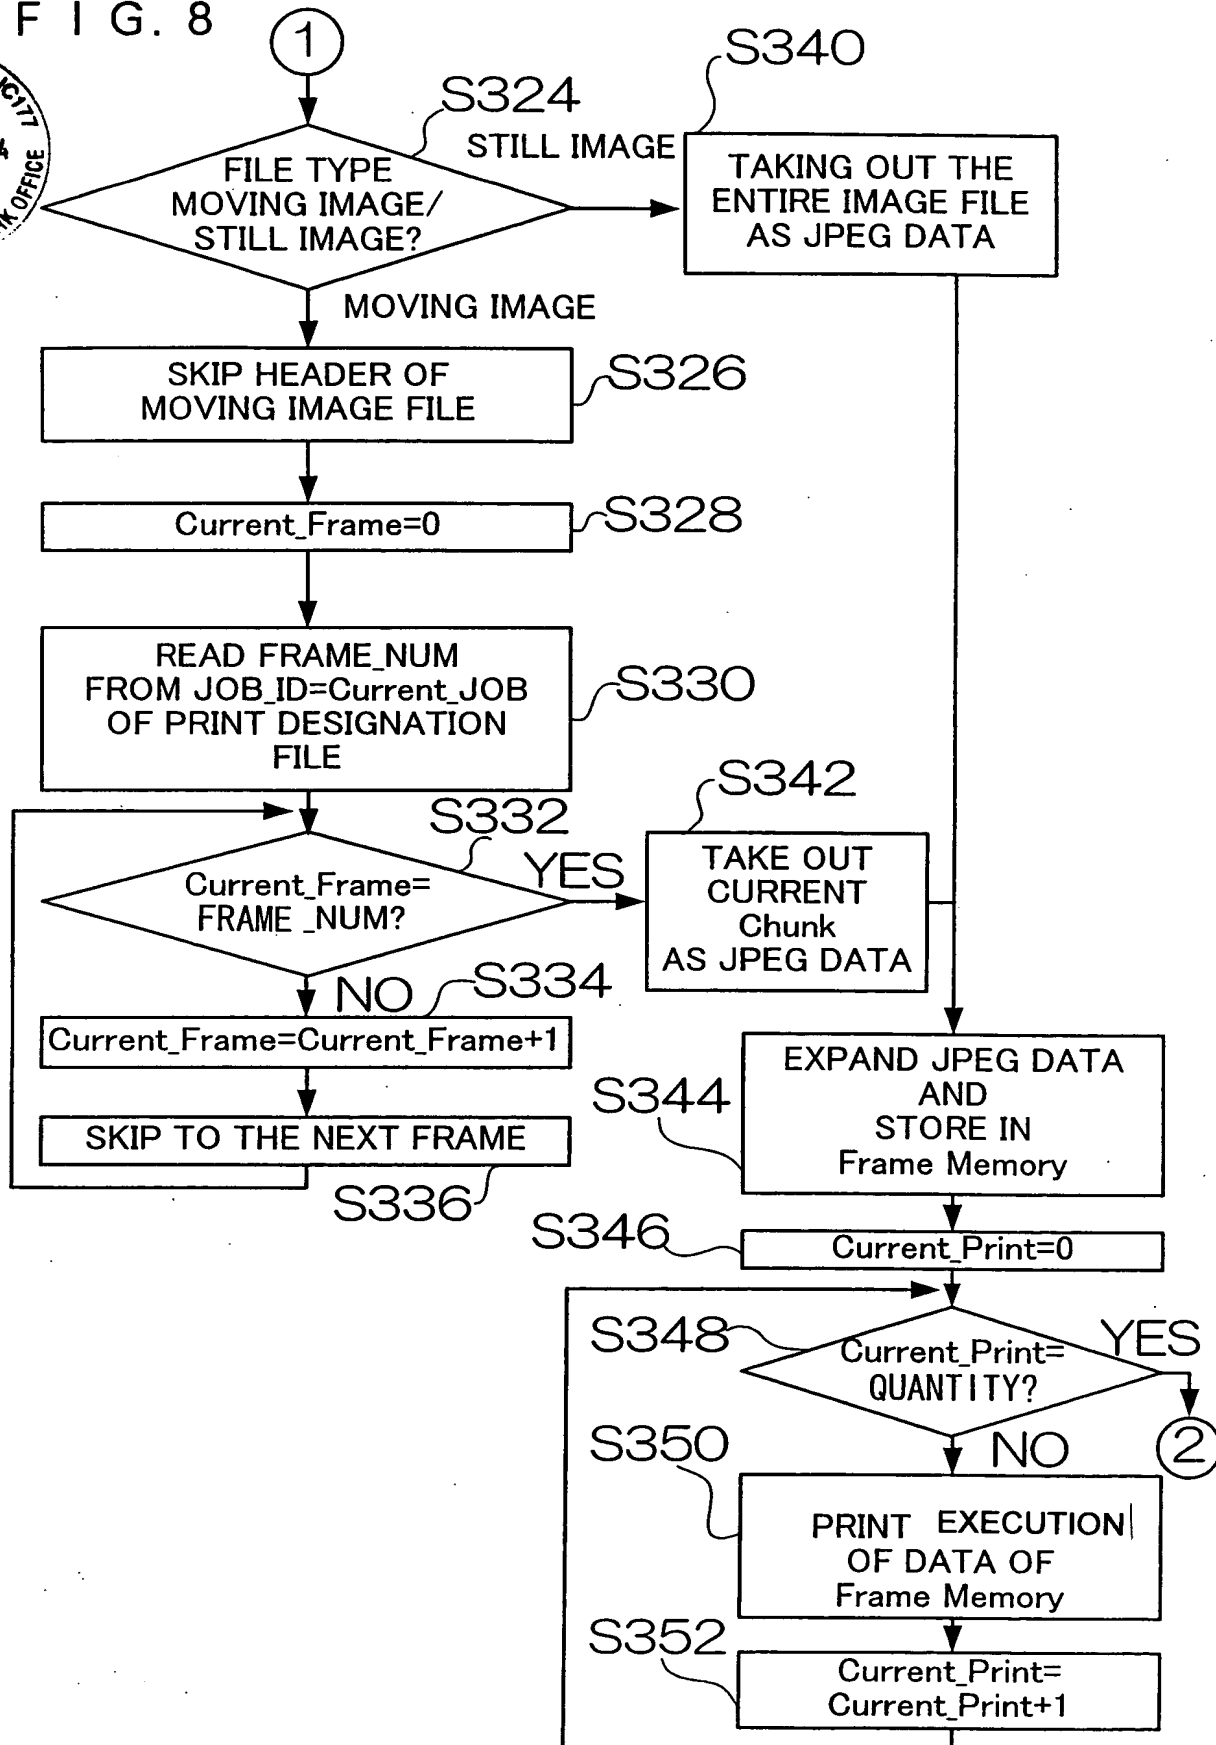 FIG. 8
1
S324
S340
STILL IMAGE
FILE TYPE
MOVING IMAGE/
STILL IMAGE?
TAKING OUT THE
ENTIRE IMAGE FILE
AS JPEG DATA
OFFICE
MOVING IMAGE
SKIP HEADER OF
MOVING IMAGE FILE
S326
Current_Frame=0
S328
READ FRAME_NUM
FROM JOB_ID=Current_JOB
OF PRINT DESIGNATION
FILE
S330
S332
S342
Current_Frame=
FRAME_NUM?
YES
TAKE OUT
CURRENT
Chunk
AS JPEG DATA
NO
S334
Current_Frame=Current_Frame+1
SKIP TO THE NEXT FRAME
S336
S344
EXPAND JPEG DATA
AND
STORE IN
Frame Memory
S346
Current_Print=0
S348
Current_Print=
QUANTITY?
YES
2
S350
NO
PRINT EXECUTION
OF DATA OF
Frame Memory
S352
Current_Print=
Current_Print+1